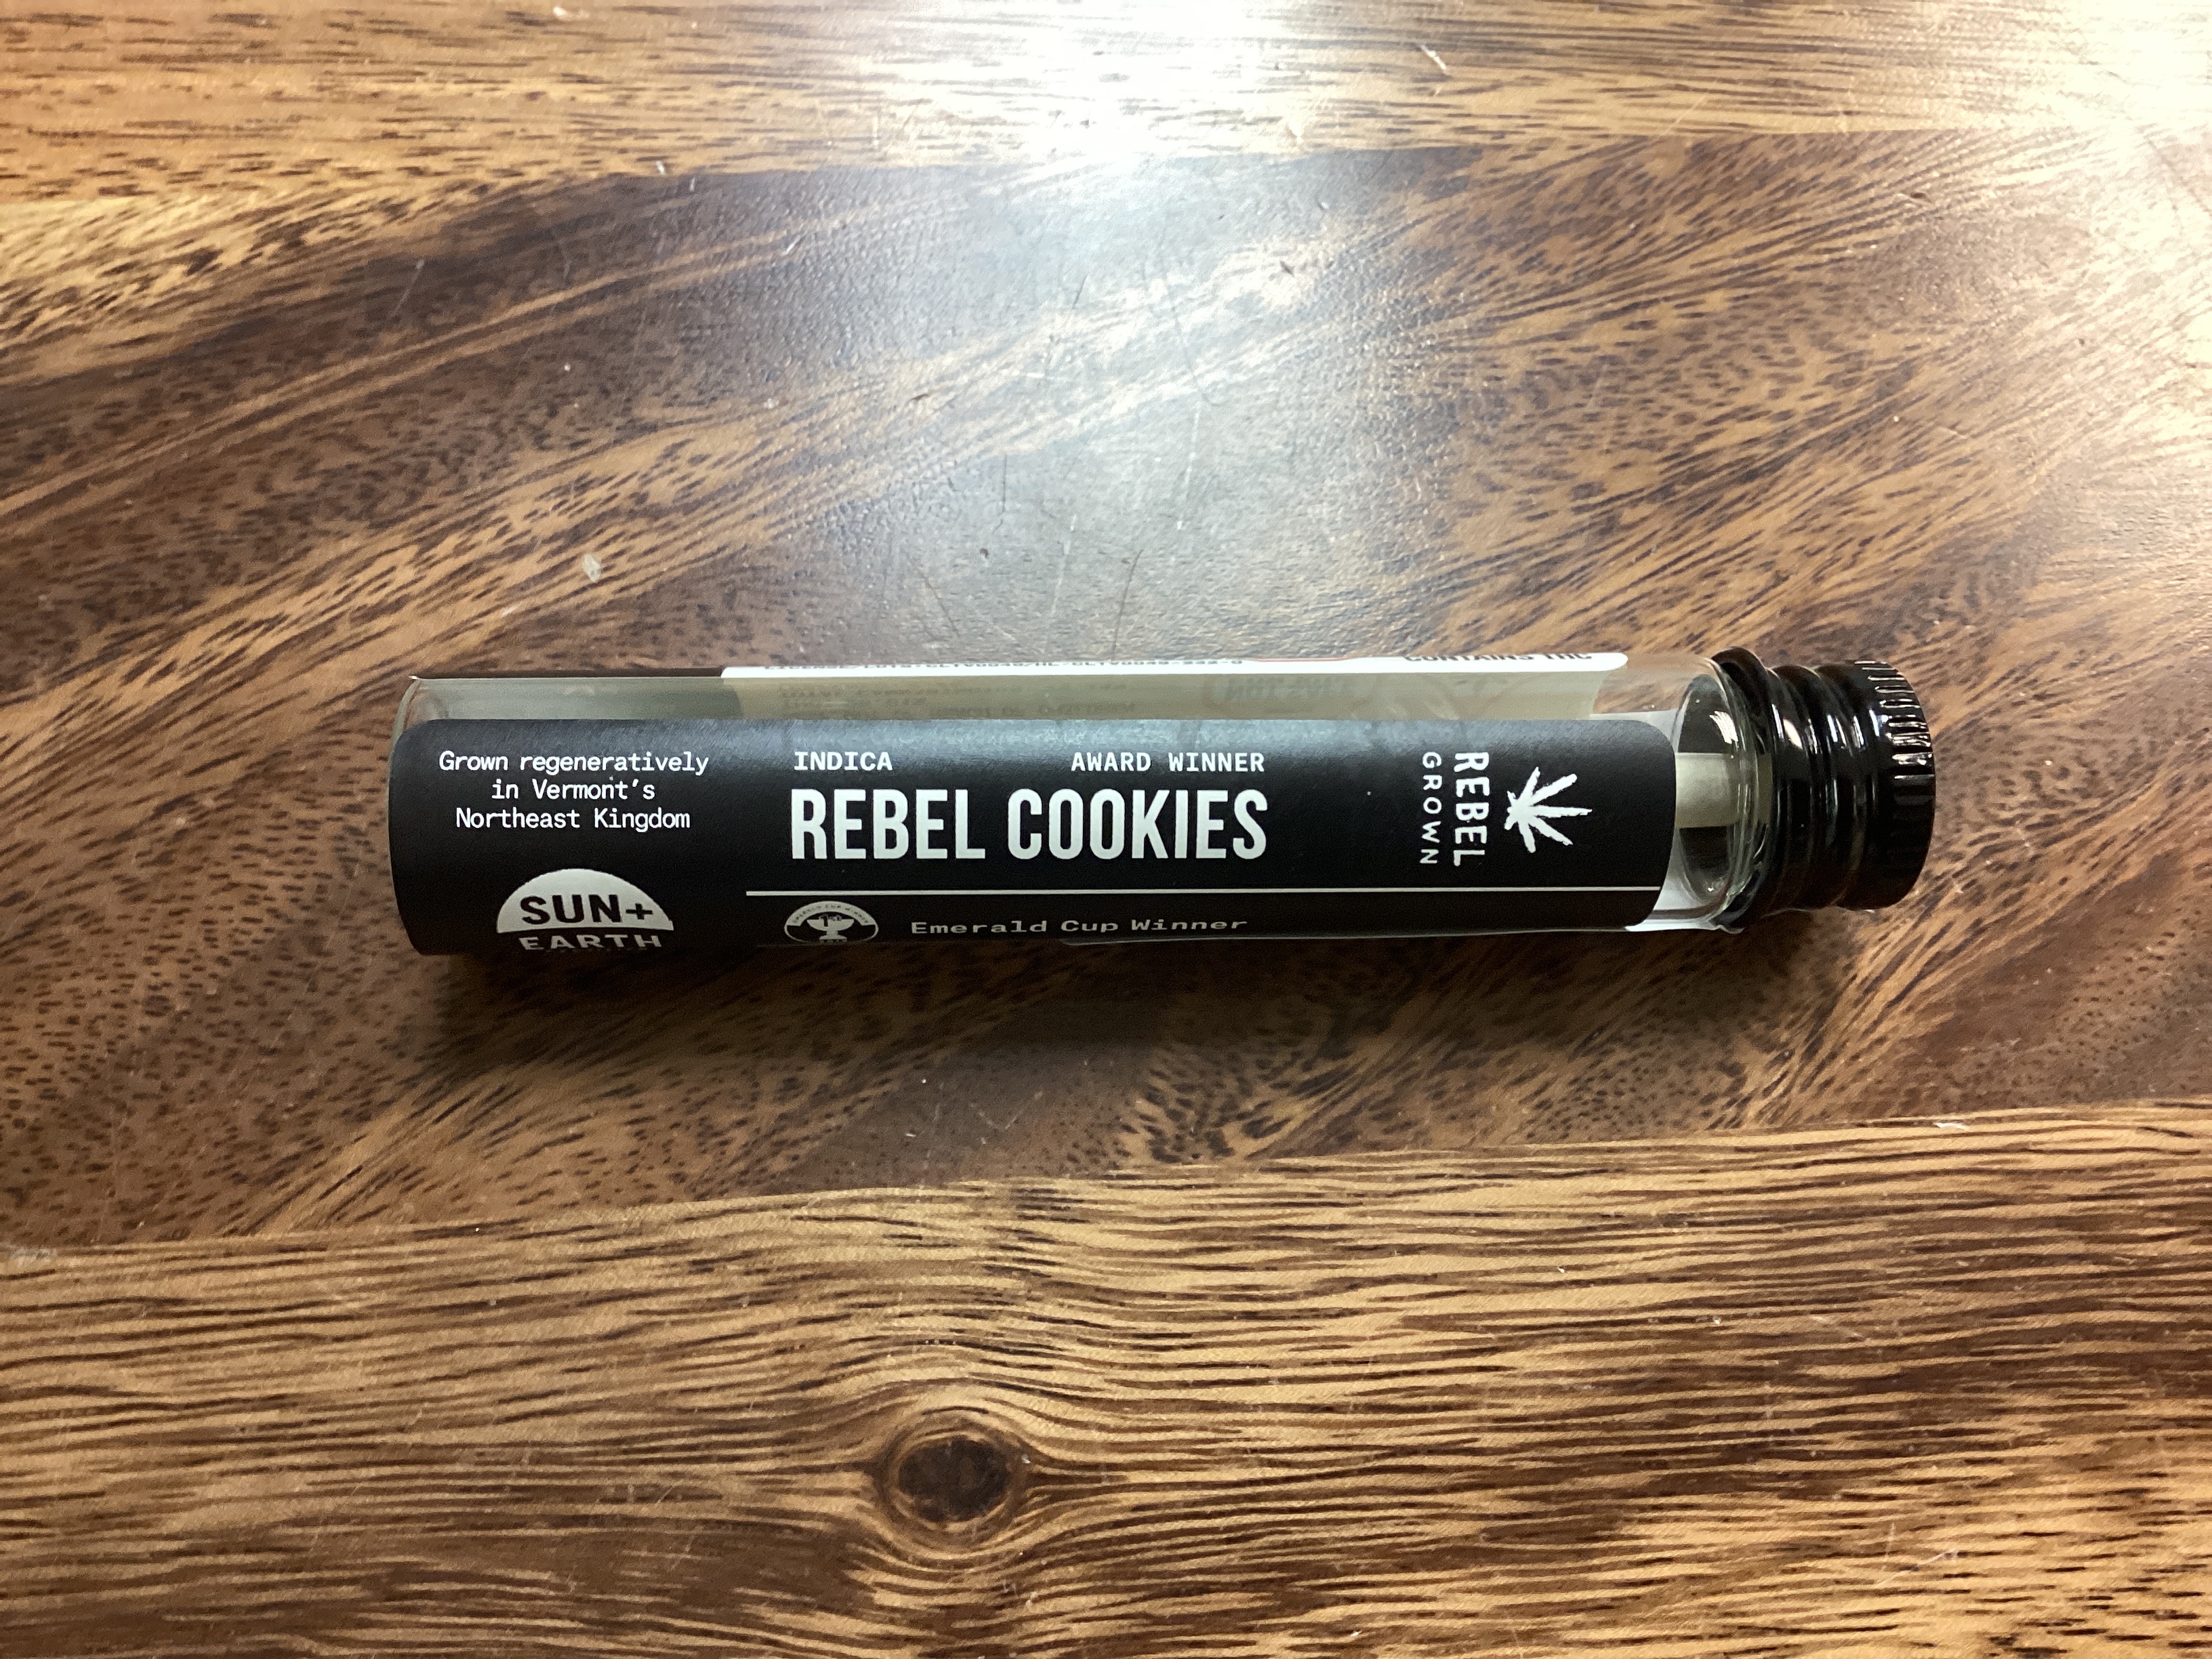 CONTAINS THC
Grown regeneratively
in Vermont's
Northeast Kingdom
SUN+
EARTH
INDICA
AWARD WINNER
REBEL COOKIES
Emerald Cup Winner
REBEL
GROWN